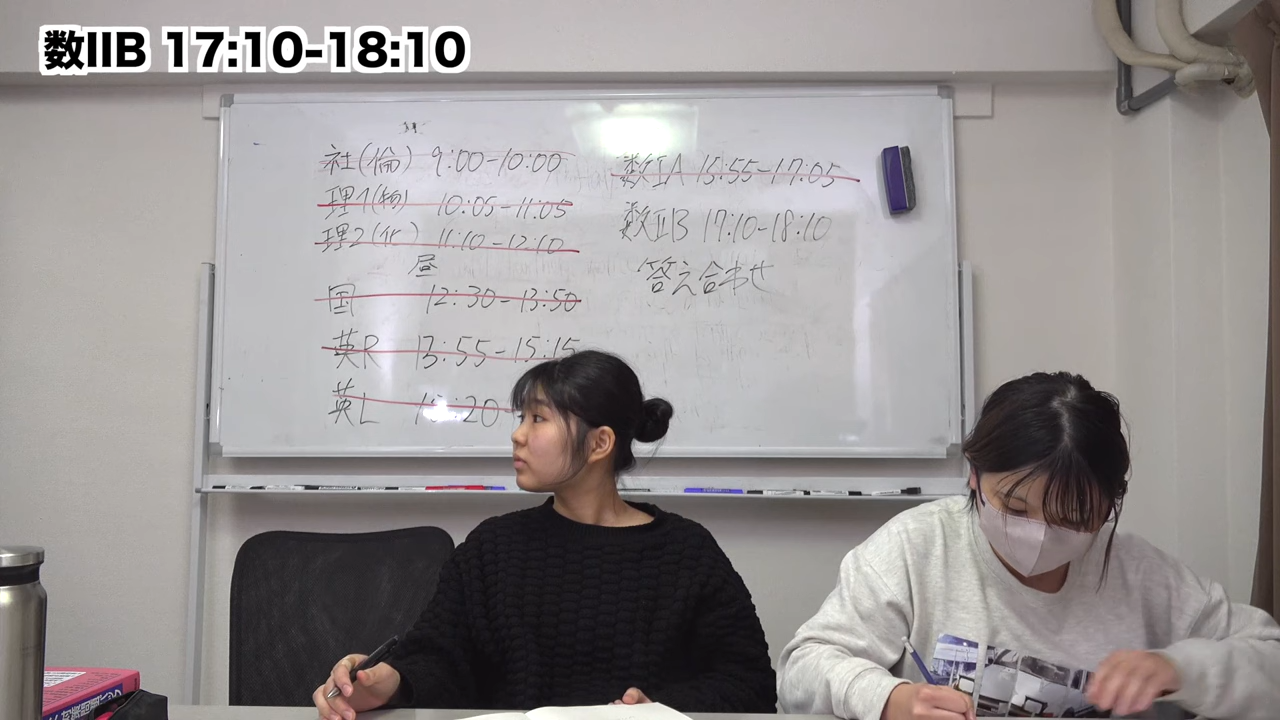 数IIB 17:10-18:10
社(倫) 9:00-10:00
理1(物) 10:05-11:05
理2(化) 11:10-12:10
昼
国 12:30-13:50
英R 13:55-15:15
英L 15:20
数ⅠA 15:55-17:05
数ⅡB 17:10-18:10
答え合わせ